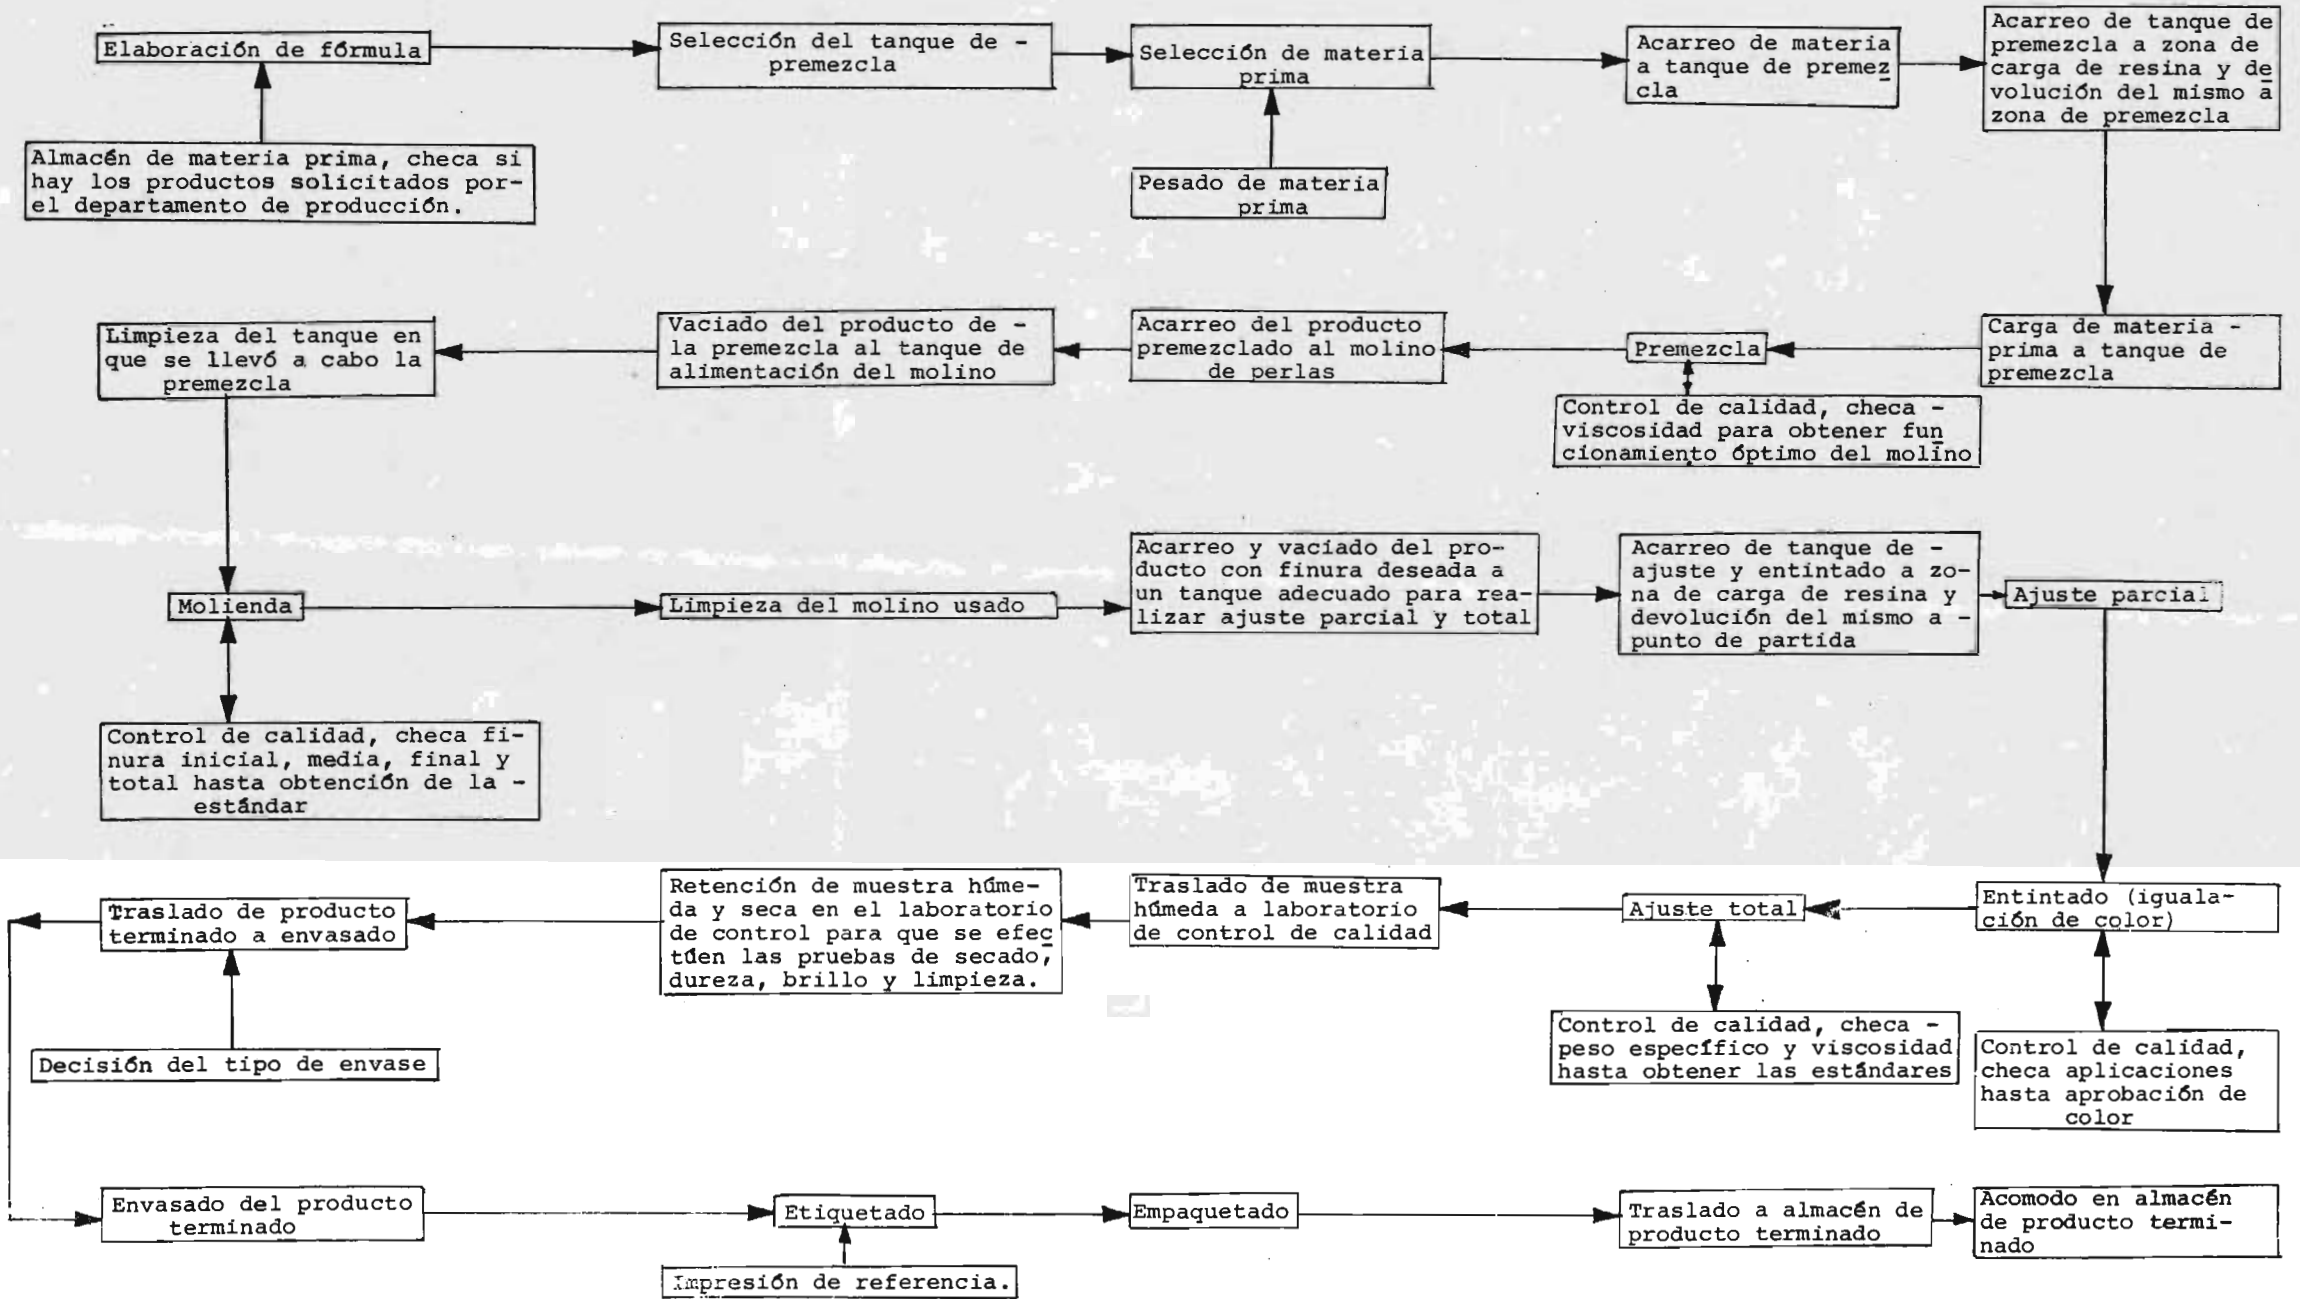 Elaboración de fórmula
Selección del tanque de -
premezcla
Selección de materia
prima
Acarreo de materia
a tanque de premez
cla
Acarreo de tanque de
premezcla a zona de
carga de resina y de
volución del mismo a
zona de premezcla
Almacén de materia prima, checa si
hay los productos solicitados por-
el departamento de producción.
Pesado de materia
prima
Carga de materia -
prima a tanque de
premezcla
Premezcla
Control de calidad, checa -
viscosidad para obtener fun
cionamiento óptimo del molino
Acarreo del producto
premezclado al molino
de perlas
Vaciado del producto de -
la premezcla al tanque de
alimentación del molino
Limpieza del tanque en
que se llevó a cabo la
premezcla
Molienda
Control de calidad, checa fi-
nura inicial, media, final y
total hasta obtención de la -
estándar
Limpieza del molino usado
Acarreo y vaciado del pro-
ducto con finura deseada a
un tanque adecuado para rea-
lizar ajuste parcial y total
Acarreo de tanque de -
ajuste y entintado a zo-
na de carga de resina y
devolución del mismo a -
punto de partida
Ajuste parcial
Entintado (iguala-
ción de color)
Control de calidad,
checa aplicaciones
hasta aprobación de
color
Ajuste total
Control de calidad, checa -
peso específico y viscosidad
hasta obtener las estándares
Traslado de muestra
húmeda a laboratorio
de control de calidad
Retención de muestra húme-
da y seca en el laboratorio
de control para que se efec
túen las pruebas de secado,
dureza, brillo y limpieza.
Traslado de producto
terminado a envasado
Decisión del tipo de envase
Envasado del producto
terminado
Etiquetado
Impresión de referencia.
Empaquetado
Traslado a almacén de
producto terminado
Acomodo en almacén
de producto termi-
nado